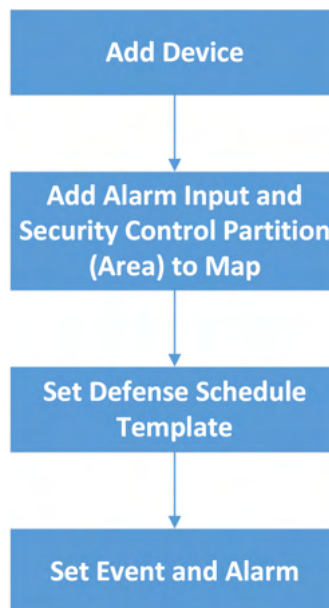 Add Device
Add Alarm Input and
Security Control Partition
(Area) to Map
Set Defense Schedule
Template
Set Event and Alarm